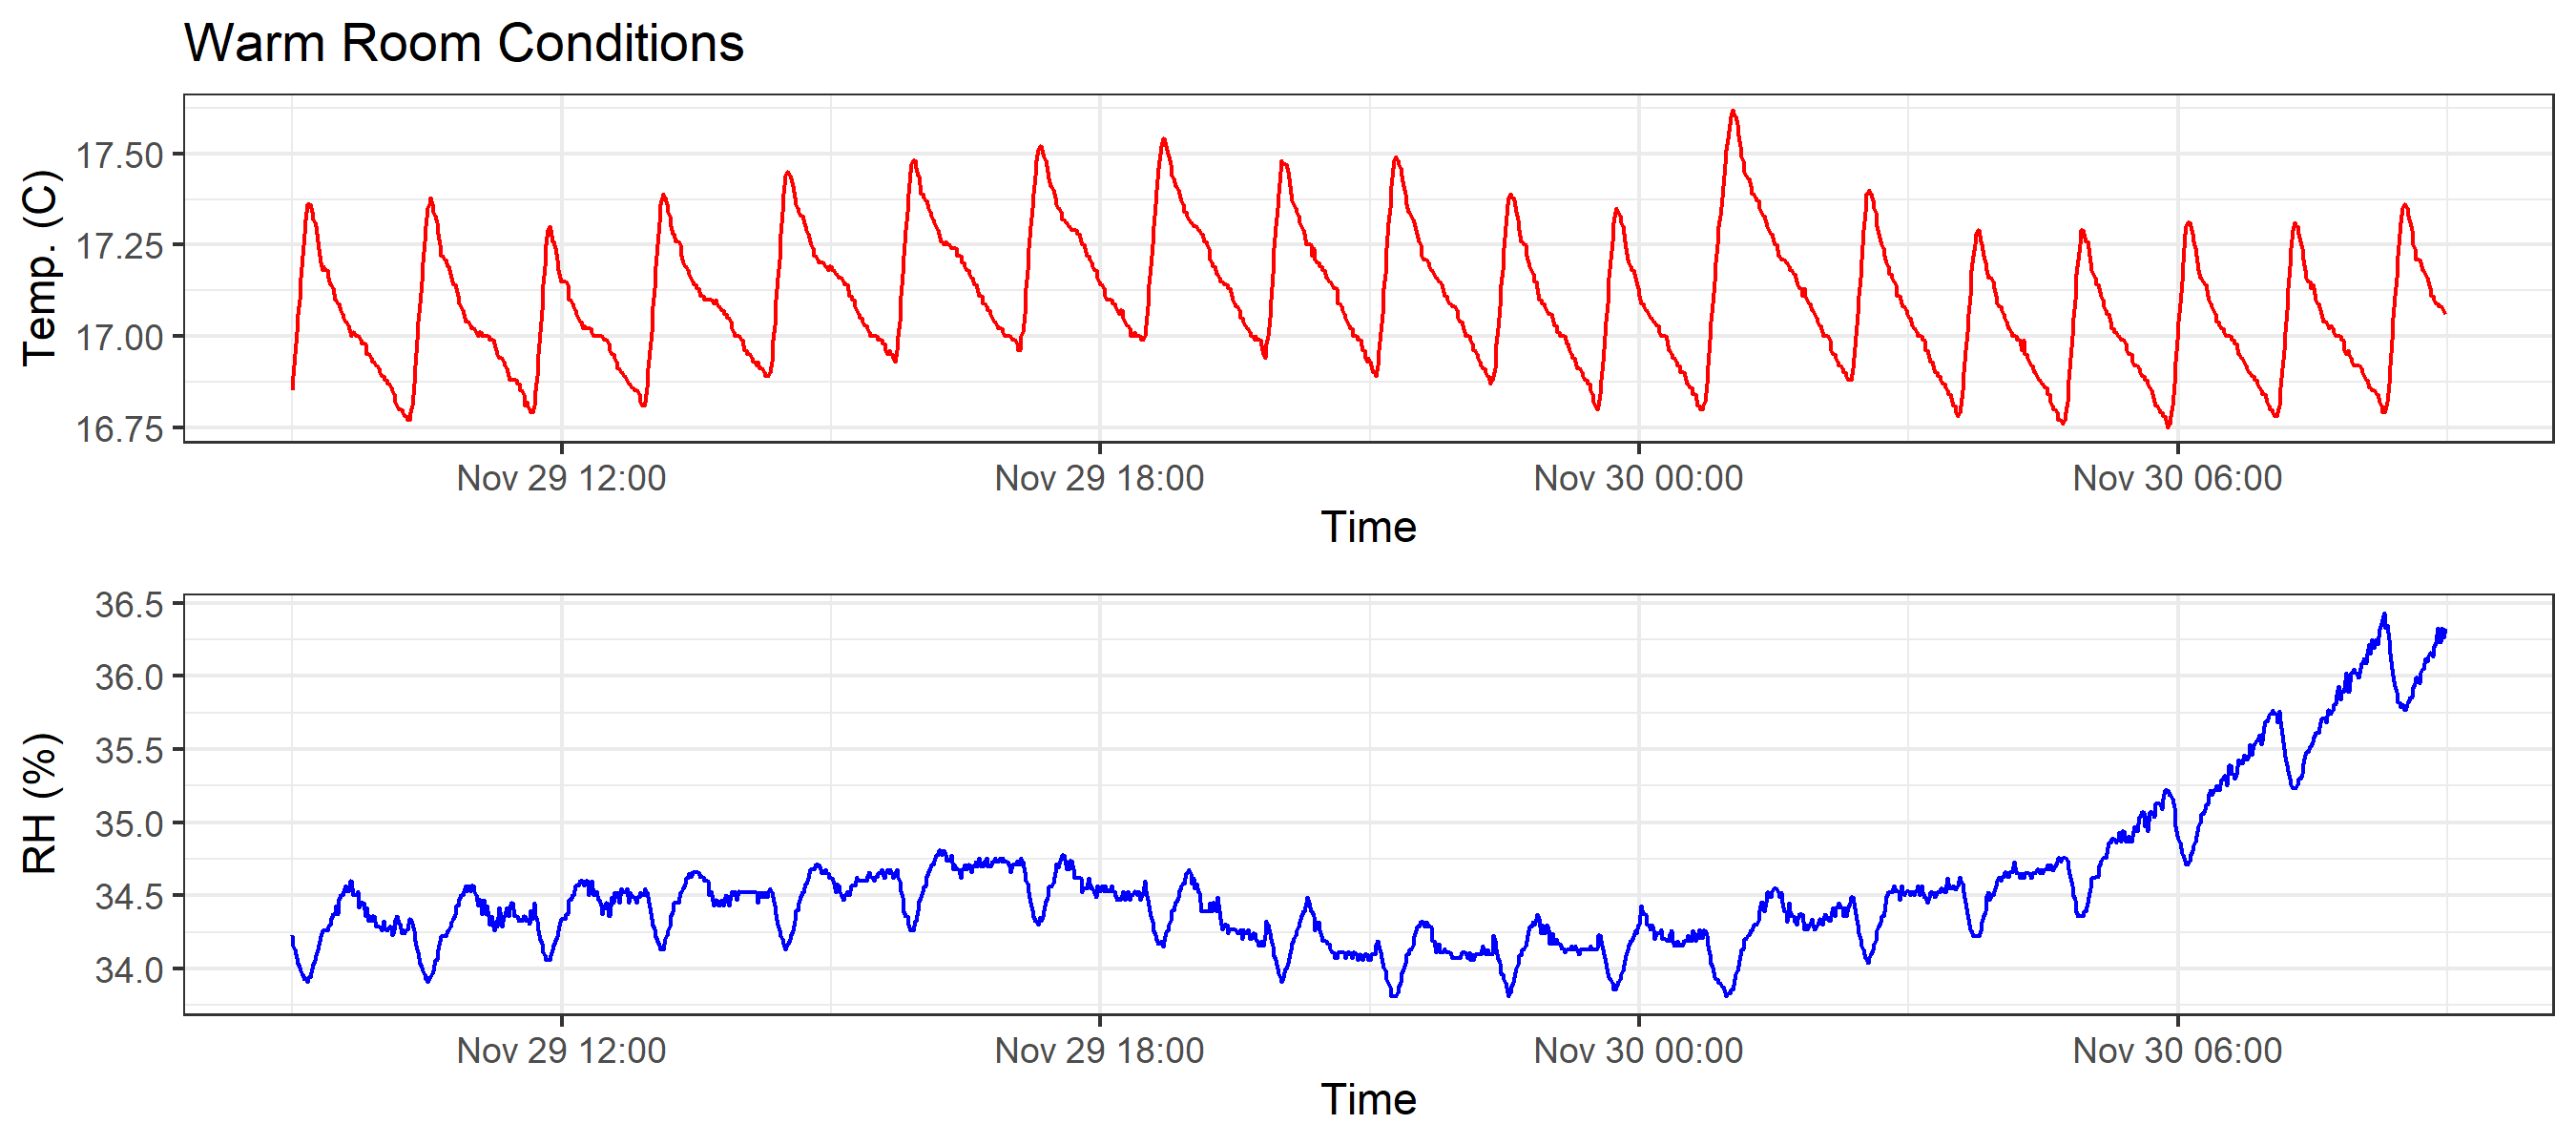 Warm Room Conditions
Temp. (C)
17.50
17.25
17.00
16.75
Nov 29 12:00 Nov 29 18:00 Nov 30 00:00 Nov 30 06:00
Time
RH (%)
36.5
36.0
35.5
35.0
34.5
34.0
Nov 29 12:00 Nov 29 18:00 Nov 30 00:00 Nov 30 06:00
Time